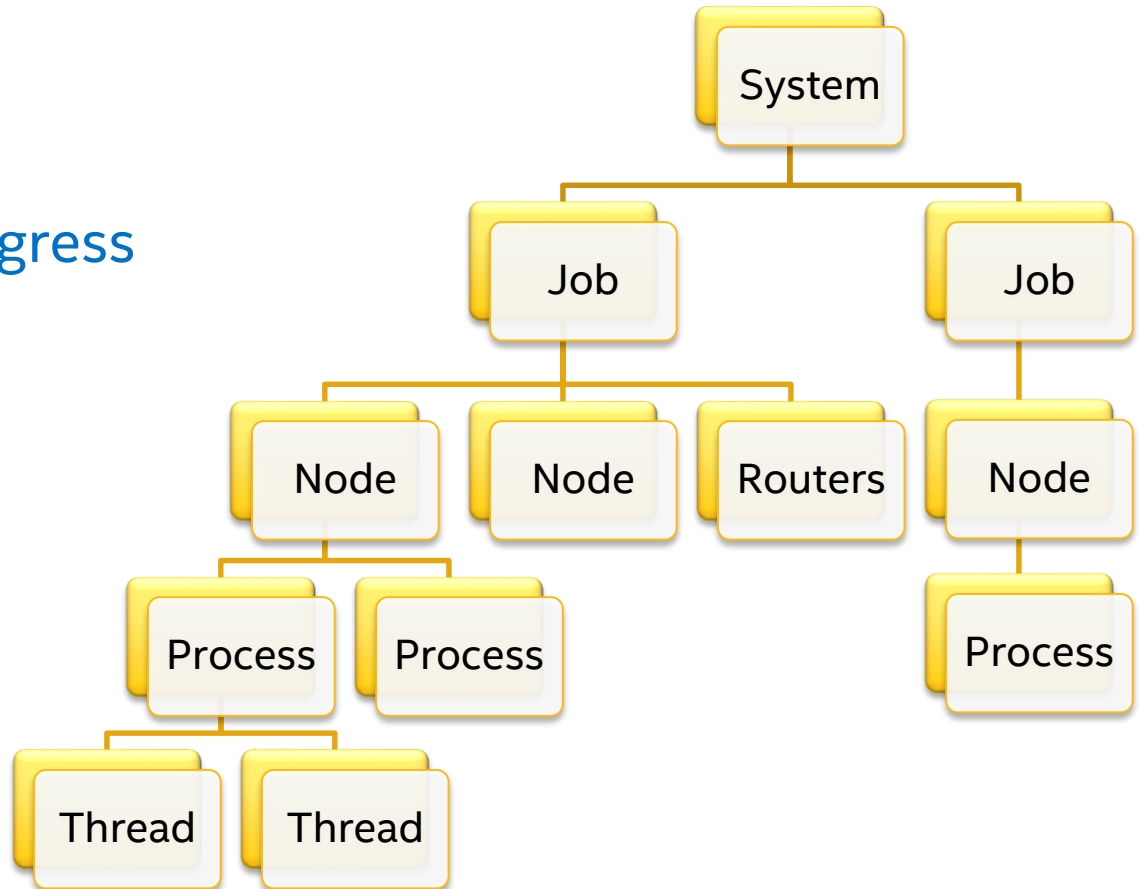 System
gress
Job Job
Node Node Routers Node
Process Process Process
Thread Thread